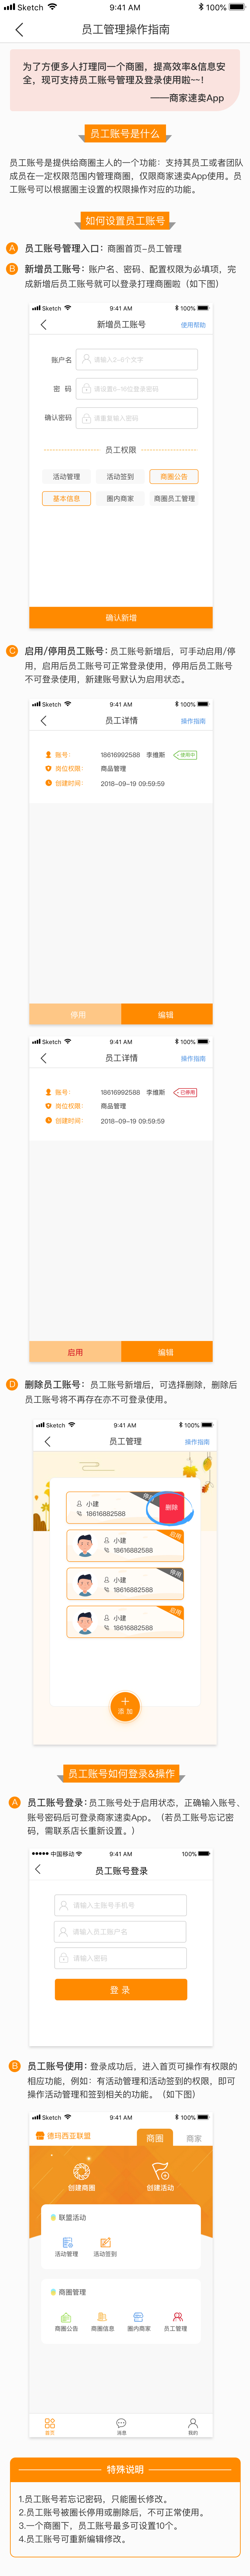 Sketch 9:41 AM 100%
员工管理操作指南
为了方便多人打理同一个商圈，提高效率&信息安
全，现可支持员工账号管理及登录使用啦~~！
——商家速卖App
员工账号是什么
员工账号是提供给商圈主人的一个功能：支持其员工或者团队
成员在一定权限范围内管理商圈，仅限商家速卖App使用。员
工账号可以根据圈主设置的权限操作对应的功能。
如何设置员工账号
A 员工账号管理入口：商圈首页–员工管理
B 新增员工账号：账户名、密码、配置权限为必填项，完
成新增后员工账号就可以登录打理商圈啦（如下图）
Sketch 9:41 AM 100%
新增员工账号 使用帮助
账户名 请输入2–8个文字
密 码 请设置6–16位登录密码
确认密码 请重复输入密码
员工权限
活动管理 活动签到 商圈公告
基本信息 圈内商家 商圈员工管理
确认新增
C 启用/停用员工账号：员工账号新增后，可手动启用/停
用，启用后员工账号可正常登录使用，停用后员工账号
不可登录使用，新建账号默认为启用状态。
Sketch 9:41 AM 100%
员工详情 操作指南
账号： 18616992588 李维斯 使用中
岗位权限： 商品管理
创建时间： 2018-09-19 09:59:59
停用 编辑
Sketch 9:41 AM 100%
员工详情 操作指南
账号： 18616992588 李维斯 已停用
岗位权限： 商品管理
创建时间： 2018-09-19 09:59:59
启用 编辑
D 删除员工账号：员工账号新增后，可选择删除，删除后
员工账号将不再存在亦不可登录使用。
Sketch 9:41 AM 100%
员工管理 操作指南
小建 停用 删除
18616882588
小建 启用
18616882588
小建 停用
18616882588
小建 启用
18616882588
添加
员工账号如何登录&操作
A 员工账号登录：员工账号处于启用状态，正确输入账号、
账号密码后可登录商家速卖App。（若员工账号忘记密
码，需联系店长重新设置。）
中国移动 9:41 AM 100%
员工账号登录
请输入主账号手机号
请输入员工账户名
请输入密码
登 录
B 员工账号使用：登录成功后，进入首页可操作有权限的
相应功能，例如：有活动管理和活动签到的权限，即可
操作活动管理和签到相关的功能。（如下图）
Sketch 9:41 AM 100%
德玛西亚联盟 商圈 商家
创建商圈 创建活动
联盟活动
活动管理 活动签到
商圈管理
商圈公告 商圈信息 圈内商家 员工管理
首页 消息 我的
特殊说明
1.员工账号若忘记密码，只能圈长修改。
2.员工账号被圈长停用或删除后，不可正常使用。
3.一个商圈下，员工账号最多可设置10个。
4.员工账号可重新编辑修改。